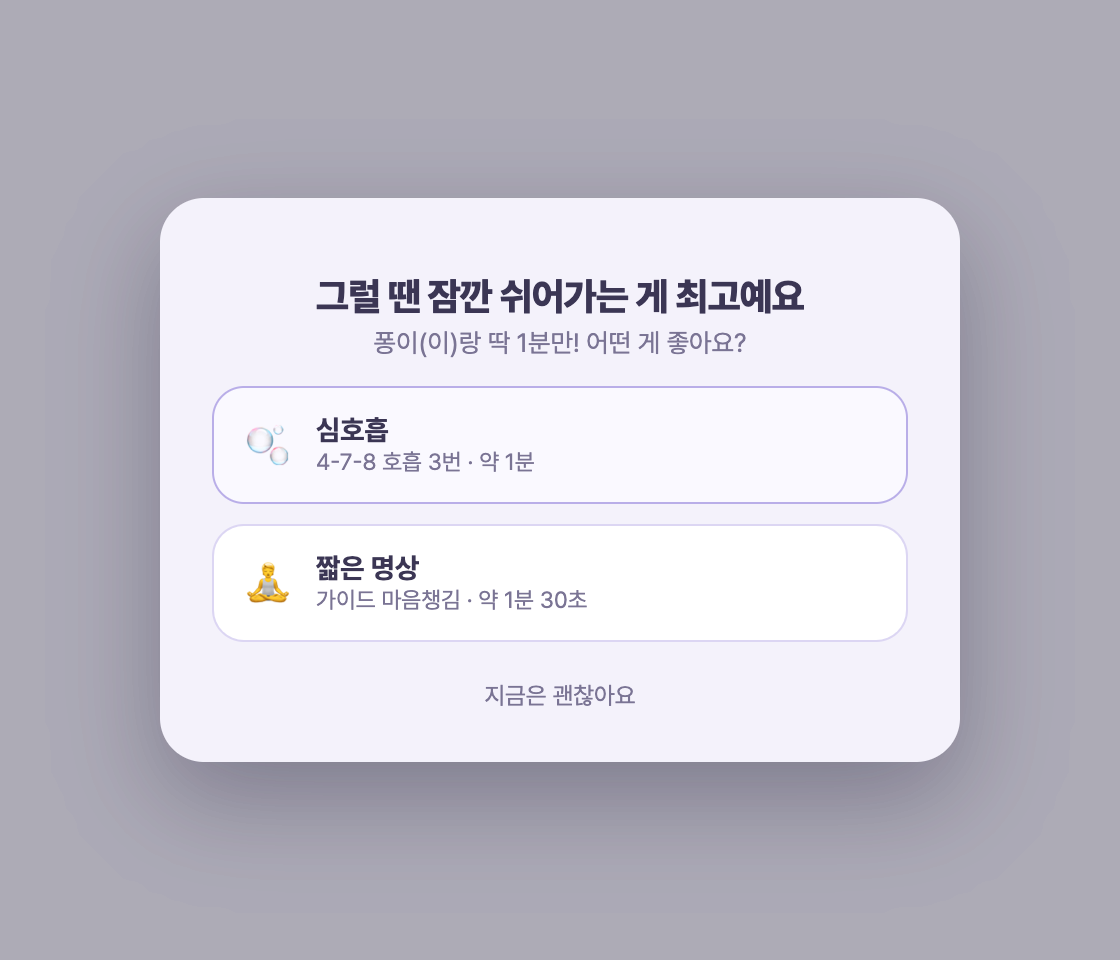 그럴 땐 잠깐 쉬어가는 게 최고예요
퐁이(이)랑 딱 1분만! 어떤 게 좋아요?
심호흡
4-7-8 호흡 3번 · 약 1분
짧은 명상
가이드 마음챙김 · 약 1분 30초
지금은 괜찮아요